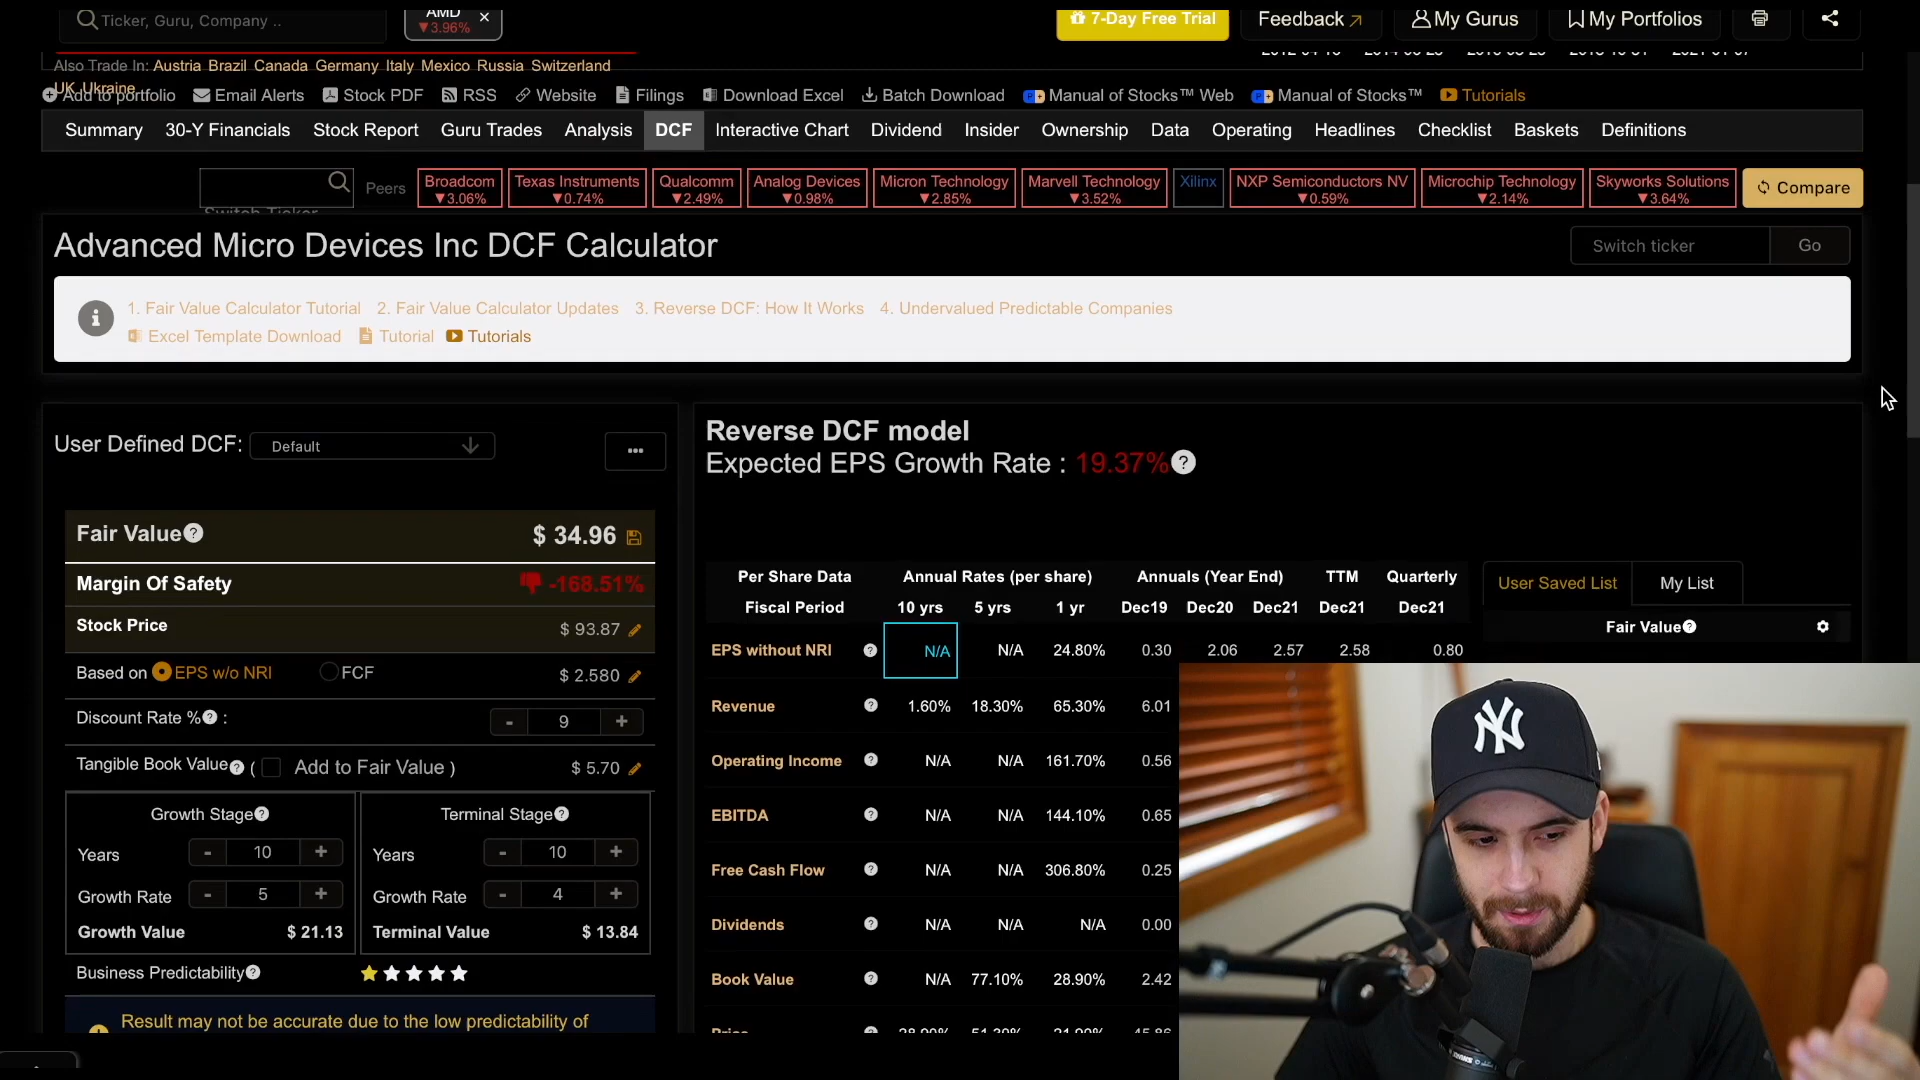 Ticker, Guru, Company ..
AMD
▼3.96%
7-Day Free Trial
Feedback
My Gurus
My Portfolios
Also Trade In: Austria Brazil Canada Germany Italy Mexico Russia Switzerland
UK Ukraine
Add to portfolio
Email Alerts
Stock PDF
RSS
Website
Filings
Download Excel
Batch Download
Manual of Stocks™ Web
Manual of Stocks™
Tutorials
Summary
30-Y Financials
Stock Report
Guru Trades
Analysis
DCF
Interactive Chart
Dividend
Insider
Ownership
Data
Operating
Headlines
Checklist
Baskets
Definitions
Peers
Broadcom
▼3.06%
Texas Instruments
▼0.74%
Qualcomm
▼2.49%
Analog Devices
▼0.98%
Micron Technology
▼2.85%
Marvell Technology
▼3.52%
Xilinx
NXP Semiconductors NV
▼0.59%
Microchip Technology
▼2.14%
Skyworks Solutions
▼3.64%
Compare
Switch Ticker
Advanced Micro Devices Inc DCF Calculator
Switch ticker
Go
1. Fair Value Calculator Tutorial 2. Fair Value Calculator Updates 3. Reverse DCF: How It Works 4. Undervalued Predictable Companies
Excel Template Download Tutorial Tutorials
User Defined DCF: Default
Fair Value $ 34.96
Margin Of Safety -168.51%
Stock Price $ 93.87
Based on EPS w/o NRI FCF $ 2.580
Discount Rate % : - 9 +
Tangible Book Value ( Add to Fair Value ) $ 5.70
Growth Stage
Years - 10 +
Growth Rate - 5 +
Growth Value $ 21.13
Terminal Stage
Years - 10 +
Growth Rate - 4 +
Terminal Value $ 13.84
Business Predictability
Result may not be accurate due to the low predictability of
Reverse DCF model
Expected EPS Growth Rate : 19.37%
Per Share Data Annual Rates (per share) Annuals (Year End) TTM Quarterly
Fiscal Period 10 yrs 5 yrs 1 yr Dec19 Dec20 Dec21 Dec21 Dec21
EPS without NRI N/A N/A 24.80% 0.30 2.06 2.57 2.58 0.80
Revenue 1.60% 18.30% 65.30% 6.01
Operating Income N/A N/A 161.70% 0.56
EBITDA N/A N/A 144.10% 0.65
Free Cash Flow N/A N/A 306.80% 0.25
Dividends N/A N/A N/A 0.00
Book Value N/A 77.10% 28.90% 2.42
User Saved List
My List
Fair Value
NY